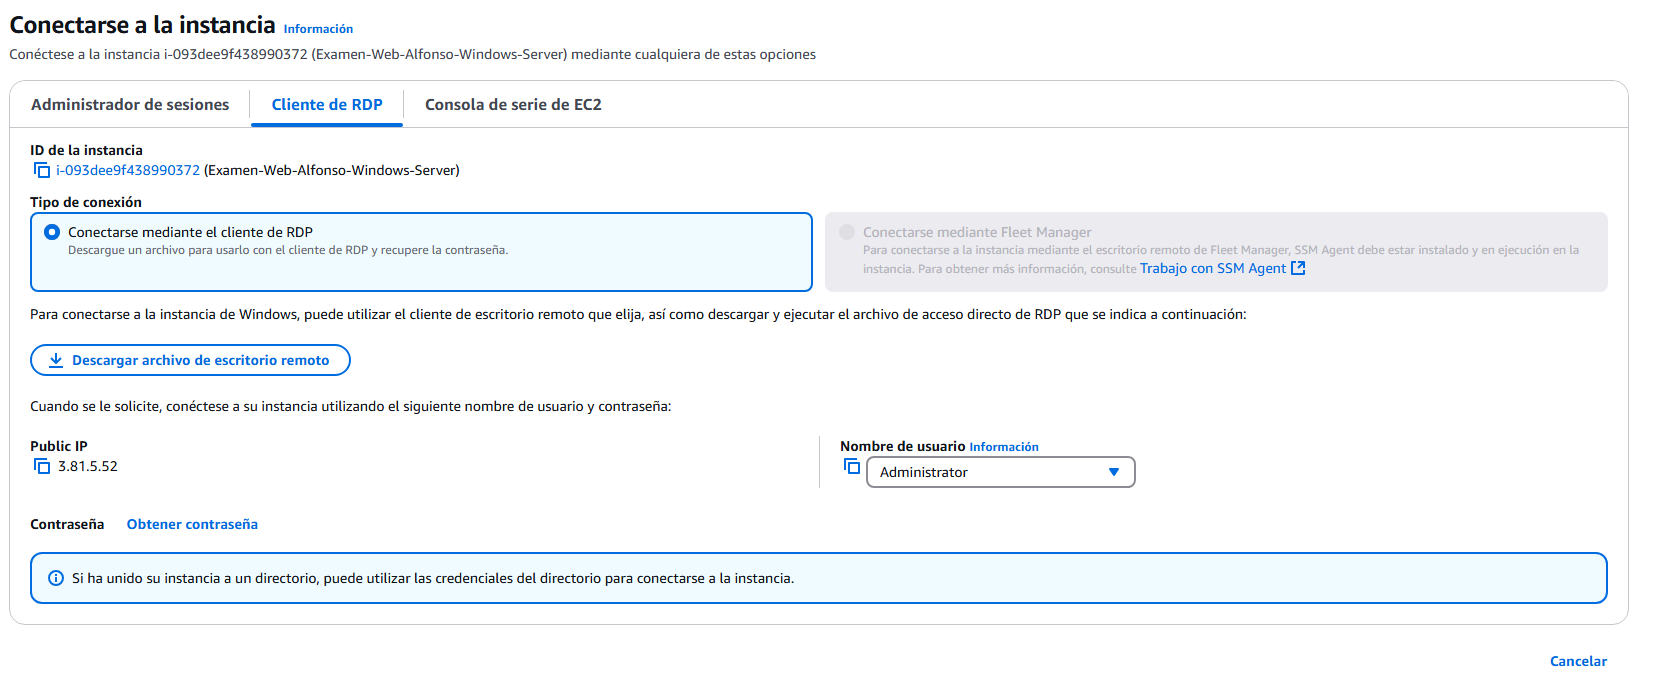 Conectarse a la instancia Información
Conéctese a la instancia i-093dee9f438990372 (Examen-Web-Alfonso-Windows-Server) mediante cualquiera de estas opciones
Administrador de sesiones
Cliente de RDP
Consola de serie de EC2
ID de la instancia
i-093dee9f438990372 (Examen-Web-Alfonso-Windows-Server)
Tipo de conexión
Conectarse mediante el cliente de RDP
Descargue un archivo para usarlo con el cliente de RDP y recupere la contraseña.
Conectarse mediante Fleet Manager
Para conectarse a la instancia mediante el escritorio remoto de Fleet Manager, SSM Agent debe estar instalado y en ejecución en la
instancia. Para obtener más información, consulte Trabajo con SSM Agent
Para conectarse a la instancia de Windows, puede utilizar el cliente de escritorio remoto que elija, así como descargar y ejecutar el archivo de acceso directo de RDP que se indica a continuación:
Descargar archivo de escritorio remoto
Cuando se le solicite, conéctese a su instancia utilizando el siguiente nombre de usuario y contraseña:
Public IP
3.81.5.52
Nombre de usuario Información
Administrator
Contraseña Obtener contraseña
Si ha unido su instancia a un directorio, puede utilizar las credenciales del directorio para conectarse a la instancia.
Cancelar